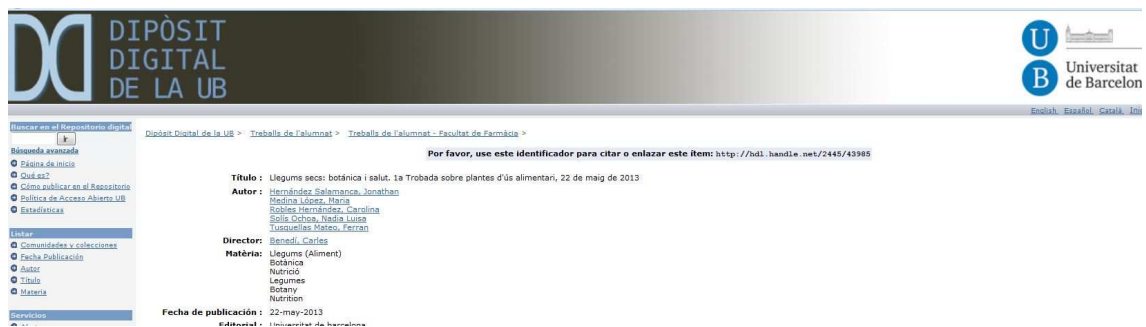 DIPÒSIT
DIGITAL
DE LA UB
U
B
Universitat
de Barcelon
English Español Català Ini
Buscar en el Repositorio digital
Ir
Búsqueda avanzada
Página de inicio
Qué es?
Cómo publicar en el Repositorio
Política de Acceso Abierto UB
Estadísticas
Listar
Comunidades y colecciones
Fecha Publicación
Autor
Título
Materia
Servicios
Dipòsit Digital de la UB > Treballs de l'alumnat > Treballs de l'alumnat - Facultat de Farmàcia >
Por favor, use este identificador para citar o enlazar este ítem: http://hdl.handle.net/2445/43985
Título : Llegums secs: botánica i salut. 1a Trobada sobre plantes d'ús alimentari, 22 de maig de 2013
Autor : Hernández Salamanca, Jonathan
Medina López, Maria
Robles Hernández, Carolina
Solís Ochoa, Nadia Luisa
Tusquellas Mateo, Ferran
Director: Benedí, Carles
Matèria: Llegums (Aliment)
Botànica
Nutrició
Legumes
Botany
Nutrition
Fecha de publicación : 22-may-2013
Editorial : Universitat de barcelona